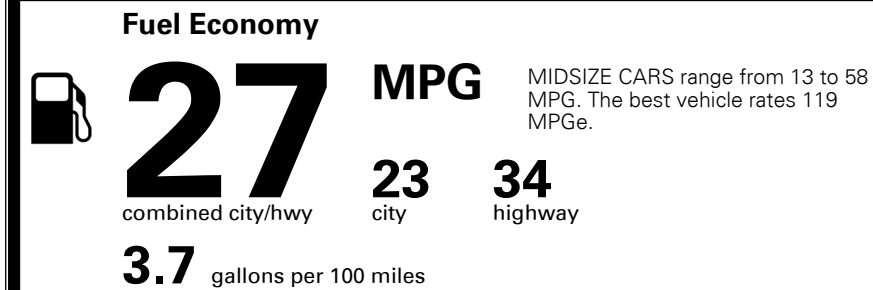 Fuel Economy
27 MPG
MIDSIZE CARS range from 13 to 58
MPG. The best vehicle rates 119
MPGe.
combined city/hwy
23
city
34
highway
3.7 gallons per 100 miles